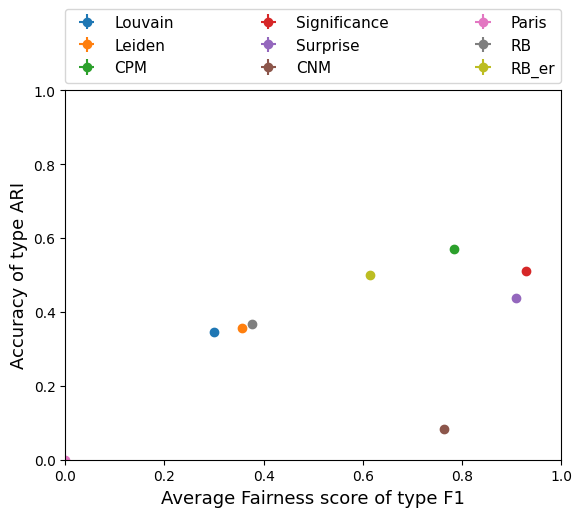 Louvain Significance Paris
Leiden Surprise RB
CPM CNM RB_er
1.0
0.8
0.6
0.4
0.2
0.0
Accuracy of type ARI
0.0 0.2 0.4 0.6 0.8 1.0
Average Fairness score of type F1